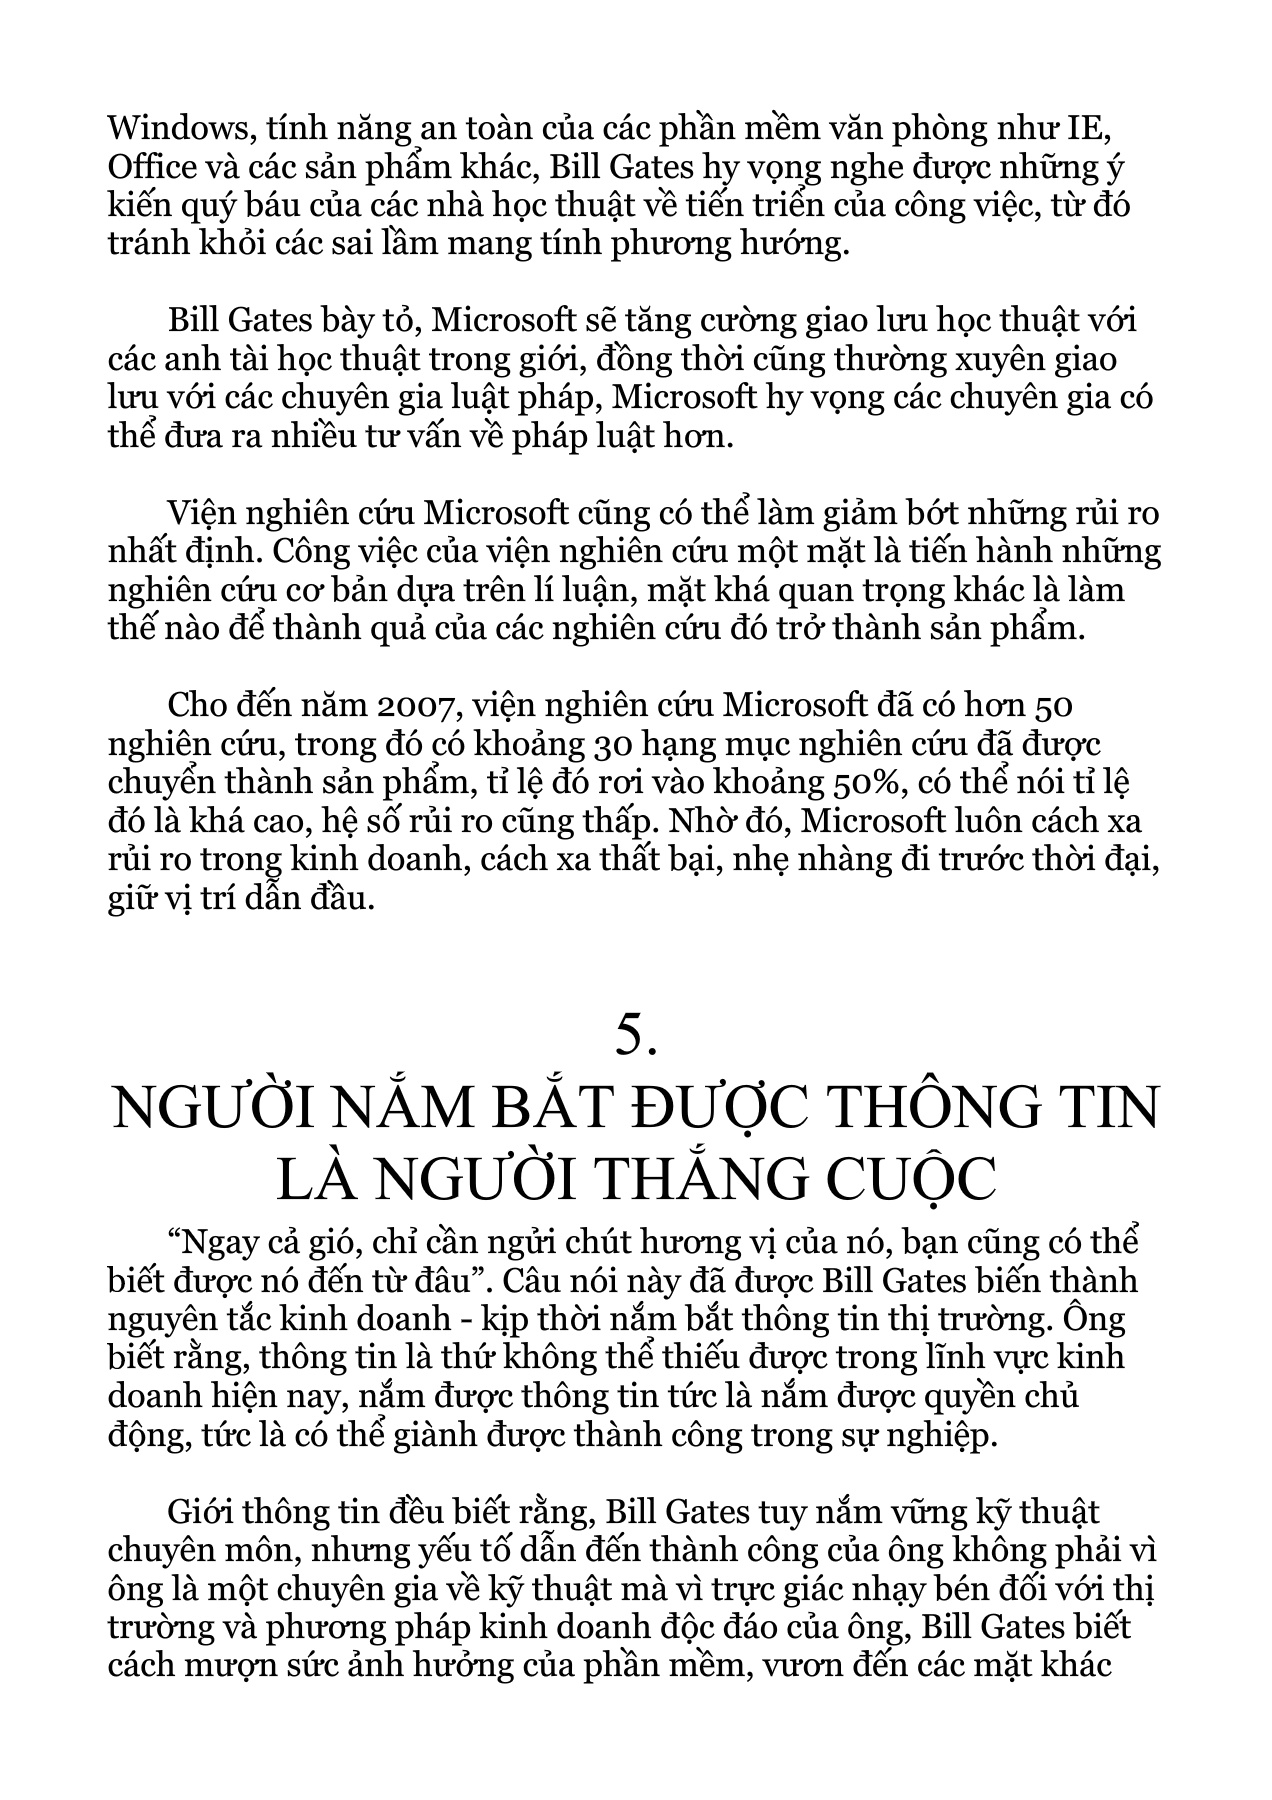 Windows, tính năng an toàn của các phần mềm văn phòng như IE,
Office và các sản phẩm khác, Bill Gates hy vọng nghe được những ý
kiến quý báu của các nhà học thuật về tiến triển của công việc, từ đó
tránh khỏi các sai lầm mang tính phương hướng.
Bill Gates bày tỏ, Microsoft sẽ tăng cường giao lưu học thuật với
các anh tài học thuật trong giới, đồng thời cũng thường xuyên giao
lưu với các chuyên gia luật pháp, Microsoft hy vọng các chuyên gia có
thể đưa ra nhiều tư vấn về pháp luật hơn.
Viện nghiên cứu Microsoft cũng có thể làm giảm bớt những rủi ro
nhất định. Công việc của viện nghiên cứu một mặt là tiến hành những
nghiên cứu cơ bản dựa trên lí luận, mặt khá quan trọng khác là làm
thế nào để thành quả của các nghiên cứu đó trở thành sản phẩm.
Cho đến năm 2007, viện nghiên cứu Microsoft đã có hơn 50
nghiên cứu, trong đó có khoảng 30 hạng mục nghiên cứu đã được
chuyển thành sản phẩm, tỉ lệ đó rơi vào khoảng 50%, có thể nói tỉ lệ
đó là khá cao, hệ số rủi ro cũng thấp. Nhờ đó, Microsoft luôn cách xa
rủi ro trong kinh doanh, cách xa thất bại, nhẹ nhàng đi trước thời đại,
giữ vị trí dẫn đầu.
5.
NGƯỜI NẮM BẮT ĐƯỢC THÔNG TIN
LÀ NGƯỜI THẮNG CUỘC
“Ngay cả gió, chỉ cần ngửi chút hương vị của nó, bạn cũng có thể
biết được nó đến từ đâu”. Câu nói này đã được Bill Gates biến thành
nguyên tắc kinh doanh - kịp thời nắm bắt thông tin thị trường. Ông
biết rằng, thông tin là thứ không thể thiếu được trong lĩnh vực kinh
doanh hiện nay, nắm được thông tin tức là nắm được quyền chủ
động, tức là có thể giành được thành công trong sự nghiệp.
Giới thông tin đều biết rằng, Bill Gates tuy nắm vững kỹ thuật
chuyên môn, nhưng yếu tố dẫn đến thành công của ông không phải vì
ông là một chuyên gia về kỹ thuật mà vì trực giác nhạy bén đối với thị
trường và phương pháp kinh doanh độc đáo của ông, Bill Gates biết
cách mượn sức ảnh hưởng của phần mềm, vươn đến các mặt khác